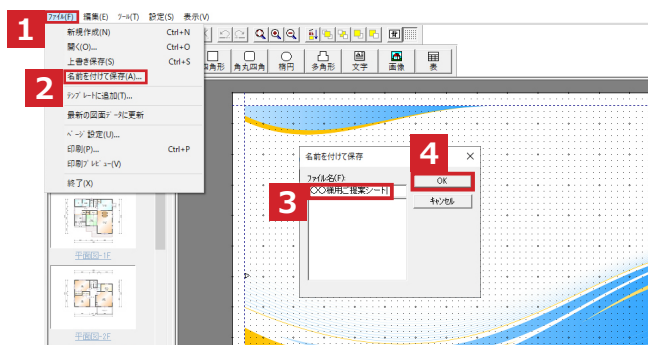 ファイル(F) 編集(E) ツール(T) 設定(S) 表示(V)
1
新規作成(N) Ctrl+N
開く(O)... Ctrl+O
上書き保存(S) Ctrl+S
名前を付けて保存(A)...
2
テンプレートに追加(T)...
最新の図面データに更新
ページ設定(U)...
印刷(P)... Ctrl+P
印刷プレビュー(V)
終了(X)
四角形 角丸四角 楕円 多角形 文字 画像 表
名前を付けて保存
4
ファイル名(F):
OK
3
〇〇様用ご提案シート
キャンセル
平面図-1F
平面図-2F